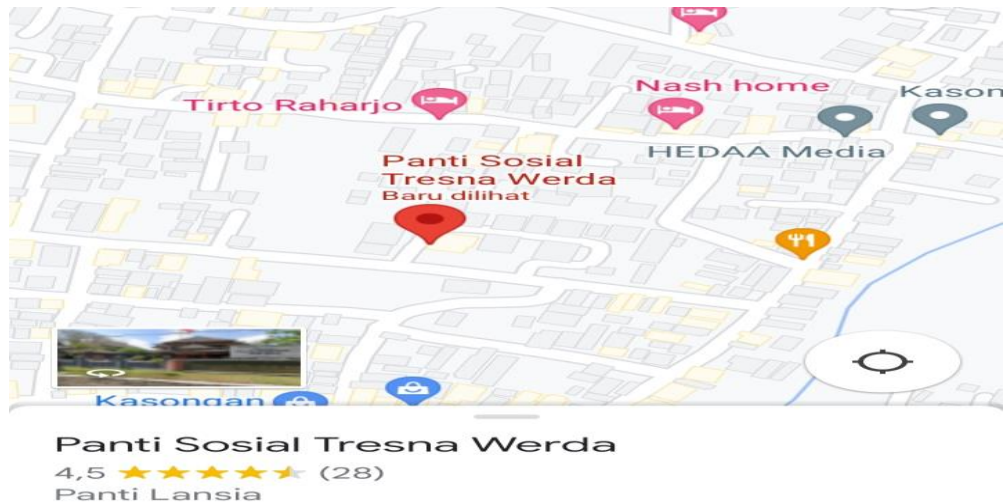 Tirto Raharjo
Nash home
Kason
HEDAA Media
Panti Sosial
Tresna Werda
Baru dilihat
Kasongan
Panti Sosial Tresna Werda
4,5 (28)
Panti Lansia